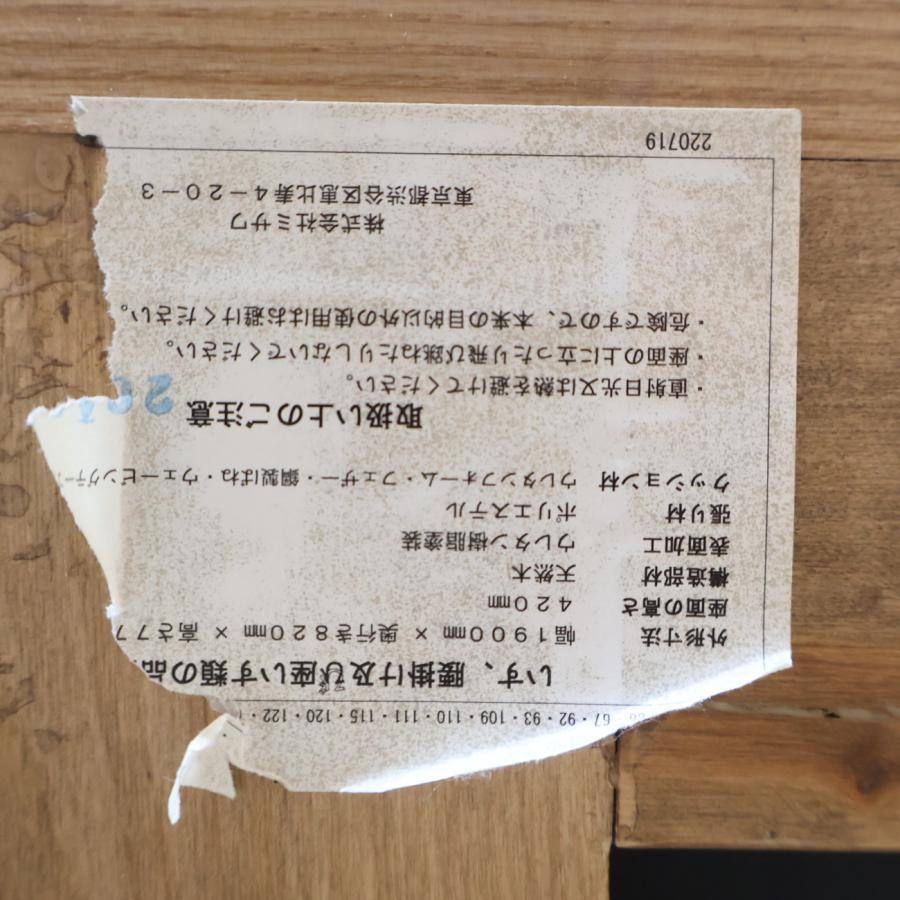 67・92・93・109・110・111・115・120・122・
いす、腰掛け及び座いす類の品
外形寸法 幅1900㎜ × 奥行き820㎜ × 高さ77
座面の高さ 420㎜
構造部材 天然木
表面加工 ウレタン樹脂塗装
張り材 ポリエステル
クッション材 ウレタンフォーム・フェザー・鋼製ばね・ウェービングテー
取扱い上のご注意
・直射日光又は熱を避けてください。
・座面の上に立ったり飛び跳ねたりしないでください。
・危険ですので、本来の目的以外の使用はお避けください。
株式会社ミサワ
東京都渋谷区恵比寿4－20－3
220719